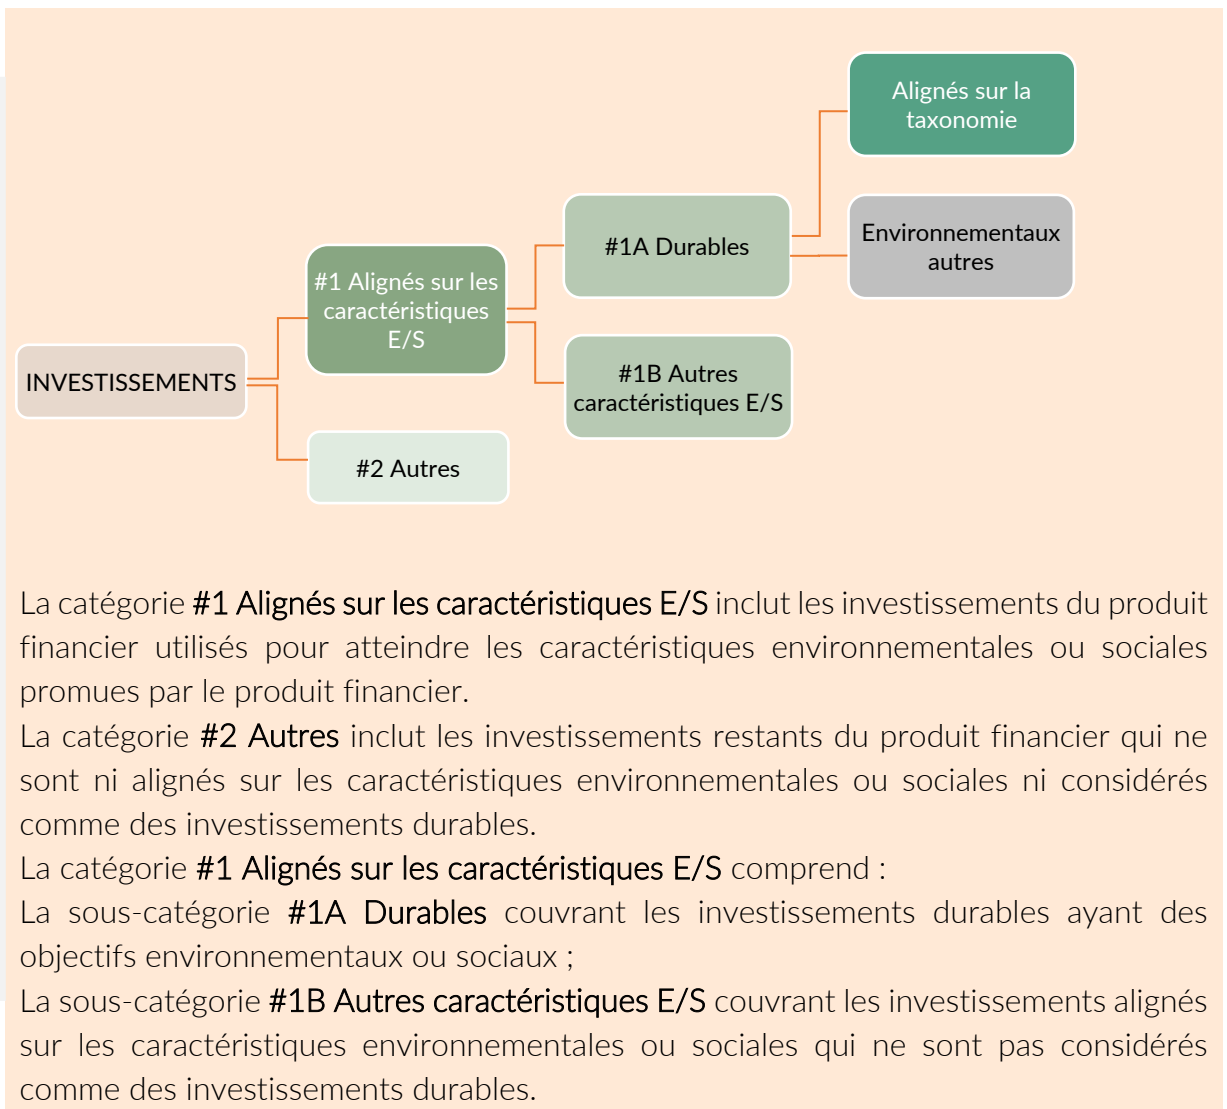 Alignés sur la
taxonomie
#1A Durables
Environnementaux
autres
#1 Alignés sur les
caractéristiques
E/S
INVESTISSEMENTS
#1B Autres
caractéristiques E/S
#2 Autres
La catégorie #1 Alignés sur les caractéristiques E/S inclut les investissements du produit
financier utilisés pour atteindre les caractéristiques environnementales ou sociales
promues par le produit financier.
La catégorie #2 Autres inclut les investissements restants du produit financier qui ne
sont ni alignés sur les caractéristiques environnementales ou sociales ni considérés
comme des investissements durables.
La catégorie #1 Alignés sur les caractéristiques E/S comprend :
La sous-catégorie #1A Durables couvrant les investissements durables ayant des
objectifs environnementaux ou sociaux ;
La sous-catégorie #1B Autres caractéristiques E/S couvrant les investissements alignés
sur les caractéristiques environnementales ou sociales qui ne sont pas considérés
comme des investissements durables.